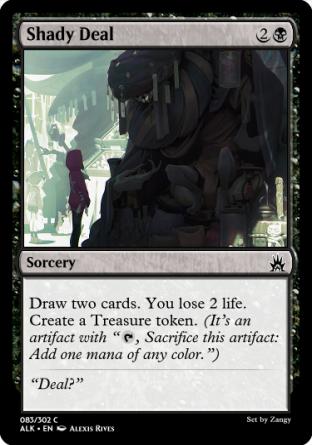 Shady Deal 2
Sorcery
Draw two cards. You lose 2 life.
Create a Treasure token. (It's an
artifact with “, Sacrifice this artifact:
Add one mana of any color.”)
“Deal?”
083/302 C
ALK • EN ALEXIS RIVES
Set by Zangy